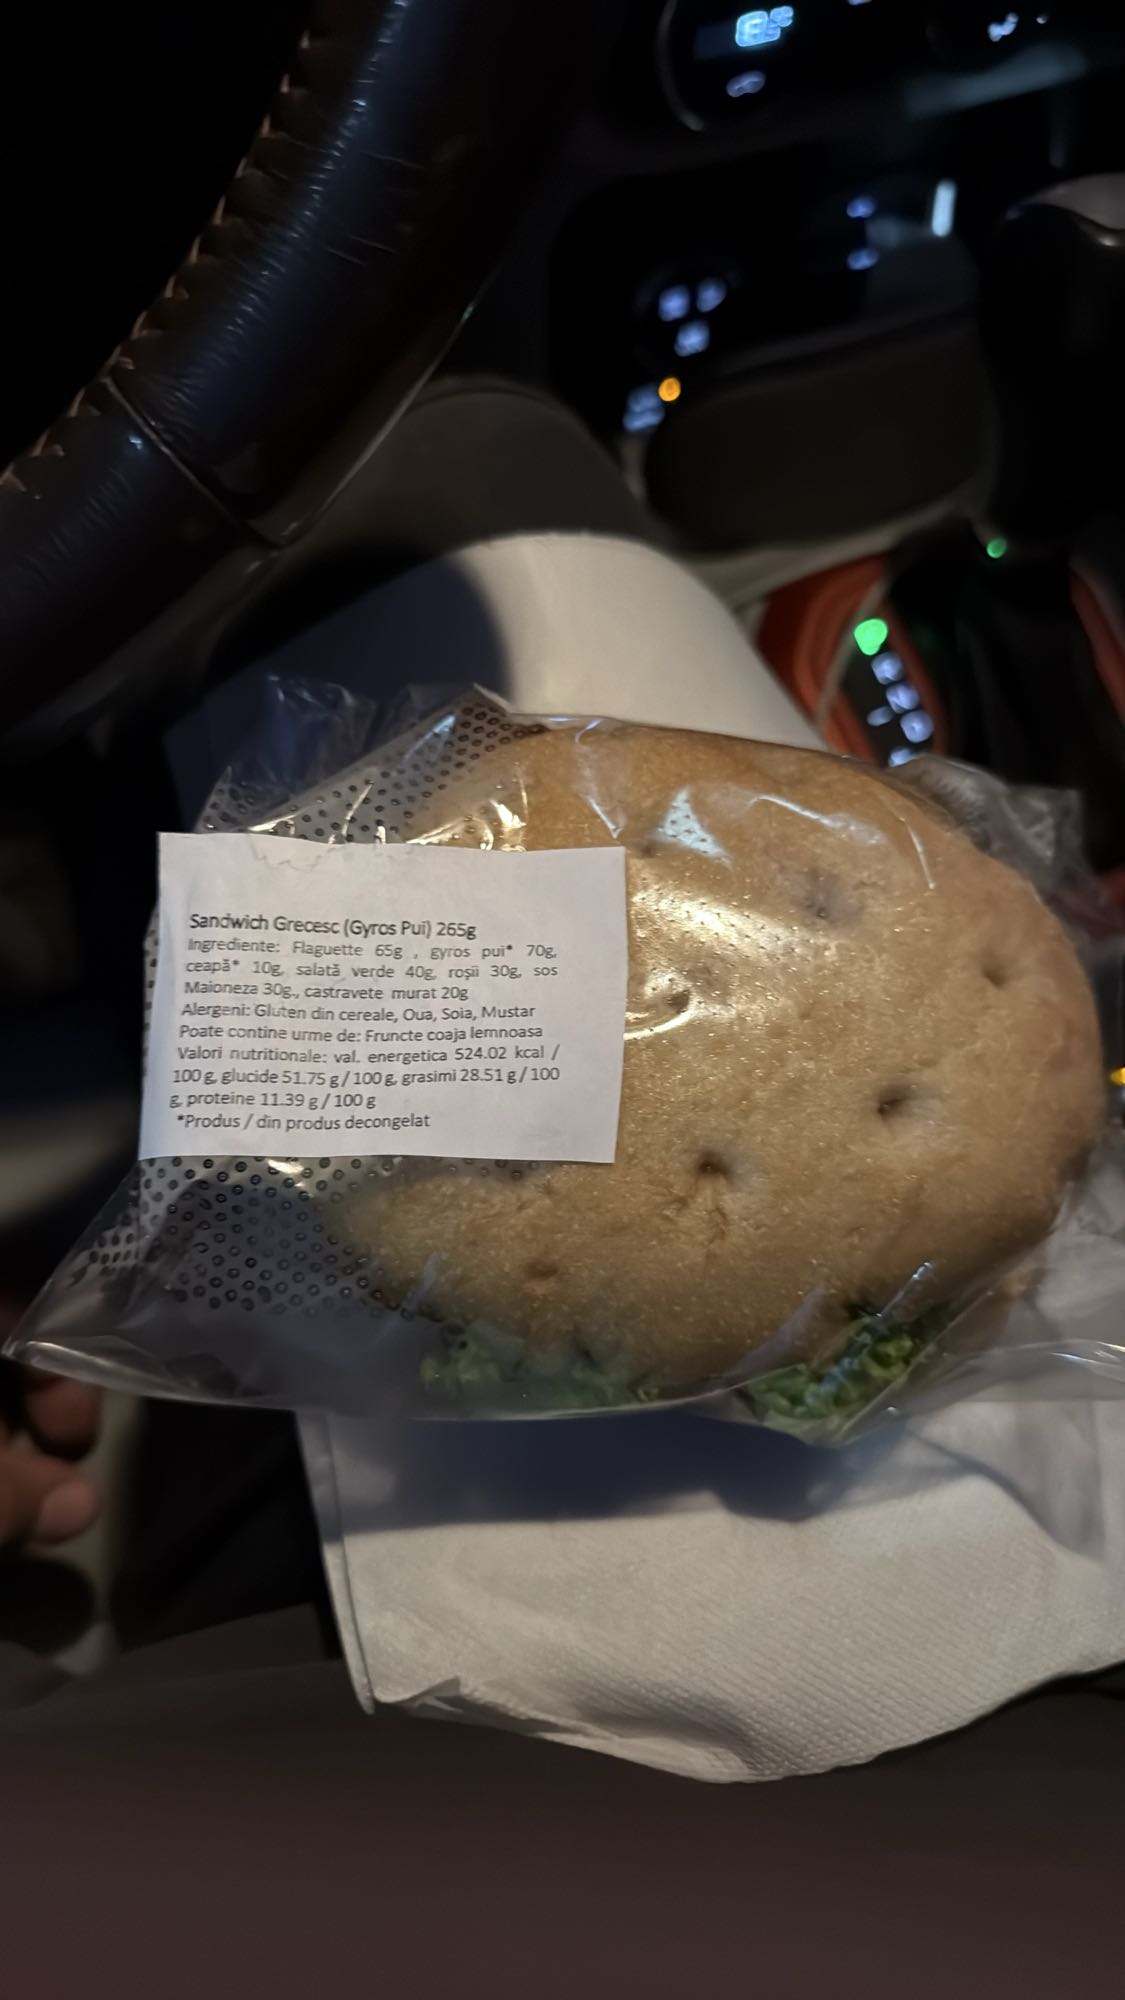 Sandwich Grecesc (Gyros Pui) 265g
Ingrediente: Flaguette 65g , gyros pui* 70g,
ceapă* 10g, salată verde 40g, roșii 30g, sos
Maioneza 30g., castravete murat 20g
Alergeni: Gluten din cereale, Oua, Soia, Mustar
Poate contine urme de: Fruncte coaja lemnoasa
Valori nutritionale: val. energetica 524.02 kcal /
100 g, glucide 51.75 g / 100 g, grasimi 28.51 g / 100
g, proteine 11.39 g / 100 g
*Produs / din produs decongelat